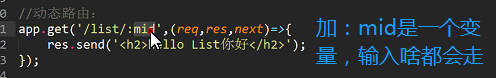 //动态路由:
app.get('/list/:mid',(req,res,next)=>{
res.send('<h2>Hello List你好</h2>');
});
加：mid是一个变
量，输入啥都会走